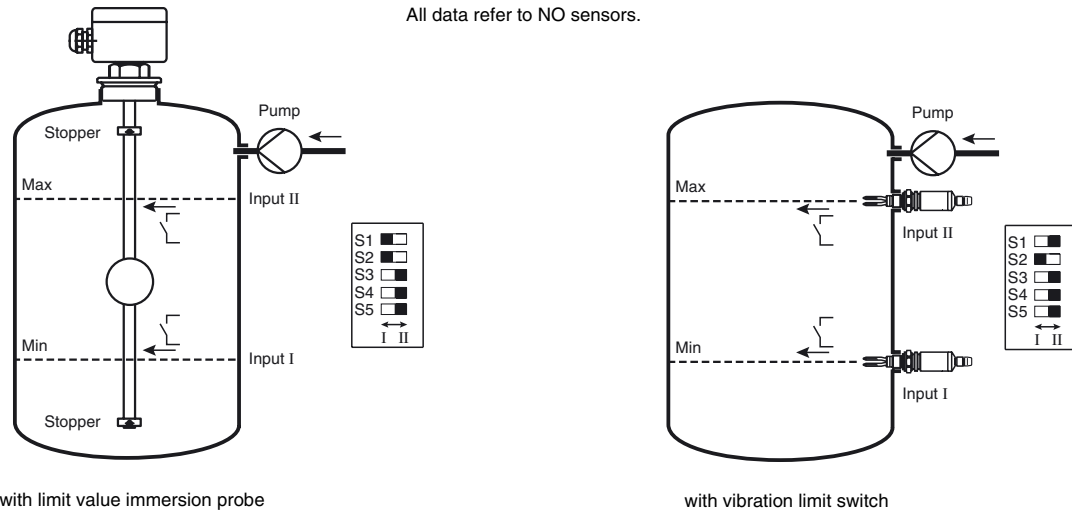 All data refer to NO sensors.
Pump
Stopper
Max
Input II
Min
Input I
Stopper
S1
S2
S3
S4
S5
I II
with limit value immersion probe
Pump
Max
Input II
Min
Input I
S1
S2
S3
S4
S5
I II
with vibration limit switch